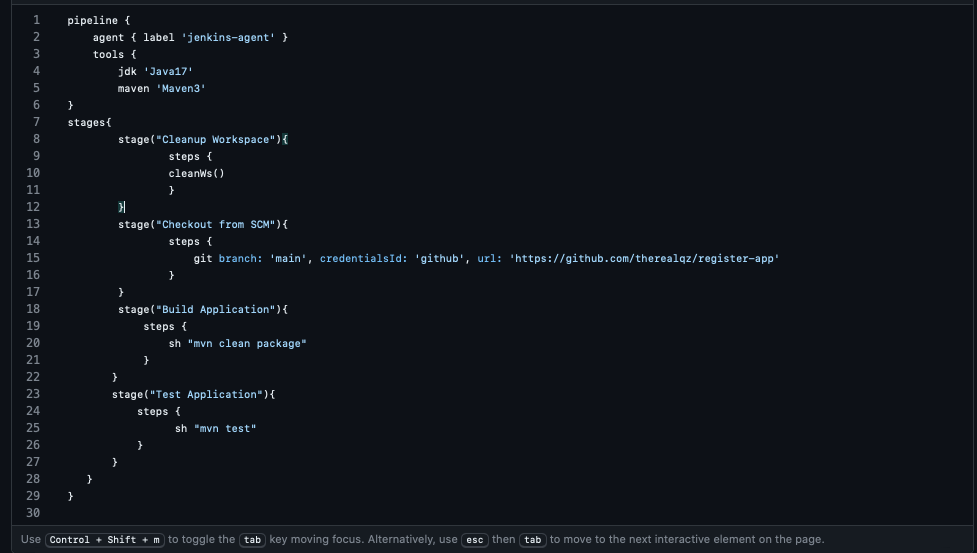 1 pipeline {
2     agent { label 'jenkins-agent' }
3     tools {
4         jdk 'Java17'
5         maven 'Maven3'
6 }
7 stages{
8         stage("Cleanup Workspace"){
9                 steps {
10                 cleanWs()
11                 }
12         }
13         stage("Checkout from SCM"){
14                 steps {
15                     git branch: 'main', credentialsId: 'github', url: 'https://github.com/therealqz/register-app'
16                 }
17         }
18         stage("Build Application"){
19             steps {
20                 sh "mvn clean package"
21             }
22        }
23        stage("Test Application"){
24            steps {
25                  sh "mvn test"
26            }
27        }
28    }
29 }
30
Use Control + Shift + m to toggle the tab key moving focus. Alternatively, use esc then tab to move to the next interactive element on the page.